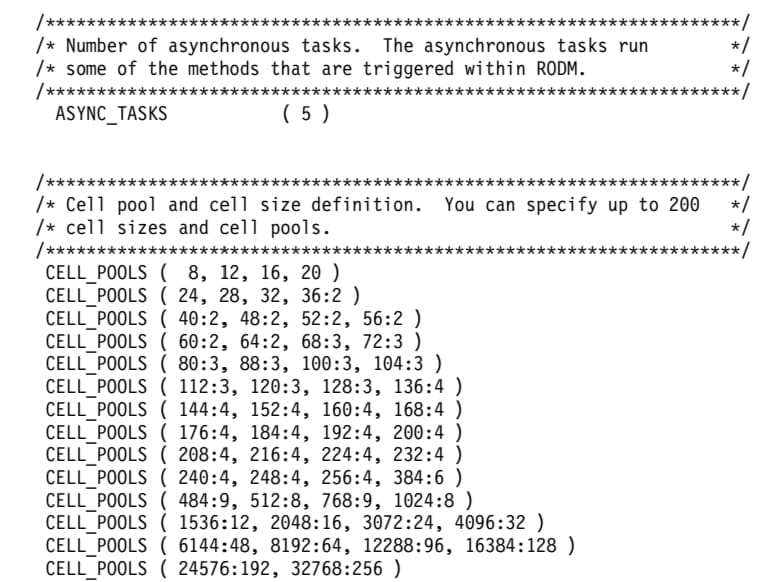 /********************************************************************/
/* Number of asynchronous tasks.  The asynchronous tasks run        */
/* some of the methods that are triggered within RODM.              */
/********************************************************************/
  ASYNC_TASKS           ( 5 )
/********************************************************************/
/* Cell pool and cell size definition.  You can specify up to 200   */
/* cell sizes and cell pools.                                       */
/********************************************************************/
 CELL_POOLS (  8, 12, 16, 20 )
 CELL_POOLS ( 24, 28, 32, 36:2 )
 CELL_POOLS ( 40:2, 48:2, 52:2, 56:2 )
 CELL_POOLS ( 60:2, 64:2, 68:3, 72:3 )
 CELL_POOLS ( 80:3, 88:3, 100:3, 104:3 )
 CELL_POOLS ( 112:3, 120:3, 128:3, 136:4 )
 CELL_POOLS ( 144:4, 152:4, 160:4, 168:4 )
 CELL_POOLS ( 176:4, 184:4, 192:4, 200:4 )
 CELL_POOLS ( 208:4, 216:4, 224:4, 232:4 )
 CELL_POOLS ( 240:4, 248:4, 256:4, 384:6 )
 CELL_POOLS ( 484:9, 512:8, 768:9, 1024:8 )
 CELL_POOLS ( 1536:12, 2048:16, 3072:24, 4096:32 )
 CELL_POOLS ( 6144:48, 8192:64, 12288:96, 16384:128 )
 CELL_POOLS ( 24576:192, 32768:256 )